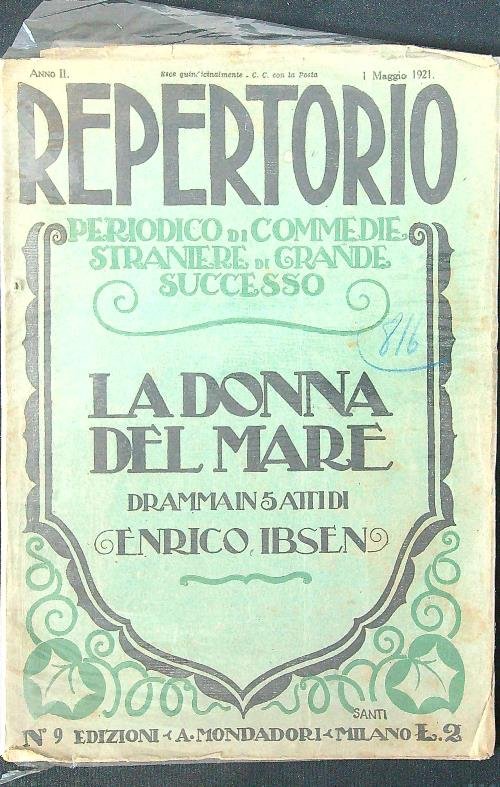 ANNO II. Esce quindicinalmente - C. C. con la Posta 1 MAGGIO 1921.
REPERTORIO
PERIODICO DI COMMEDIE
STRANIERE DI GRANDE
SUCCESSO
816
LA DONNA
DEL MARE
DRAMMA IN 5 ATTI DI
ENRICO IBSEN
SANTI
Nº 9 EDIZIONI - A. MONDADORI - MILANO L. 2